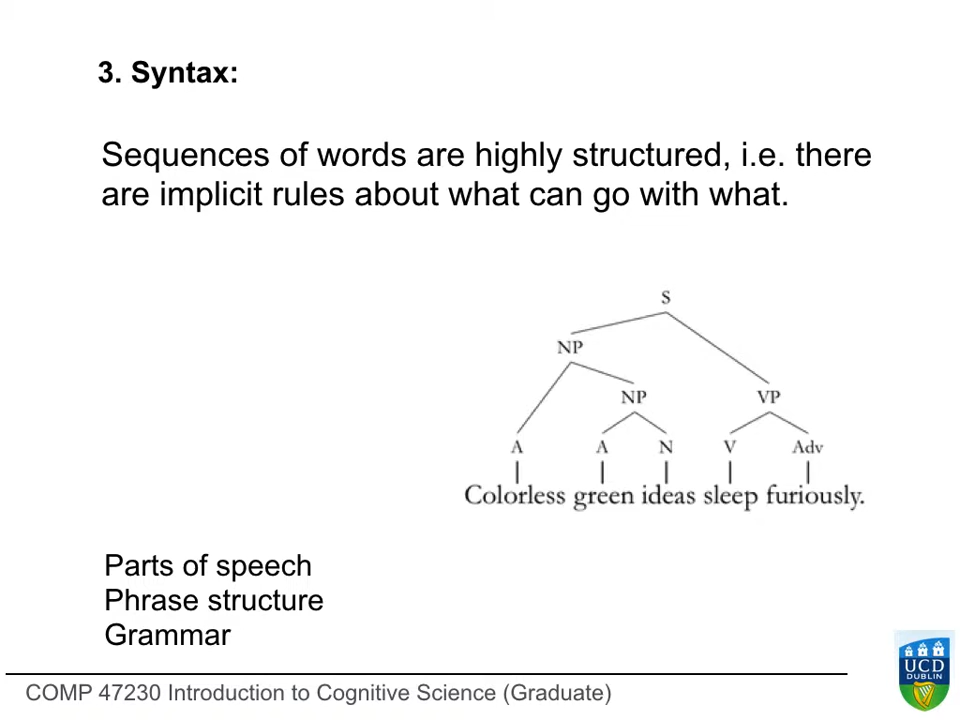 3. Syntax:
Sequences of words are highly structured, i.e. there
are implicit rules about what can go with what.
S
NP
NP VP
A A N V Adv
Colorless green ideas sleep furiously.
Parts of speech
Phrase structure
Grammar
UCD
DUBLIN
COMP 47230 Introduction to Cognitive Science (Graduate)